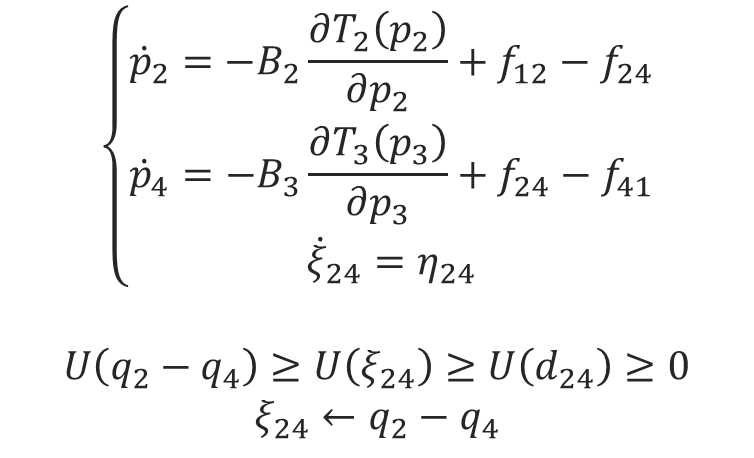 ṗ₂ = −B₂ ∂T₂(p₂)/∂p₂ + f₁₂ − f₂₄
ṗ₄ = −B₃ ∂T₃(p₃)/∂p₃ + f₂₄ − f₄₁
ξ̇₂₄ = η₂₄
U(q₂ − q₄) ≥ U(ξ₂₄) ≥ U(d₂₄) ≥ 0
ξ₂₄ ← q₂ − q₄